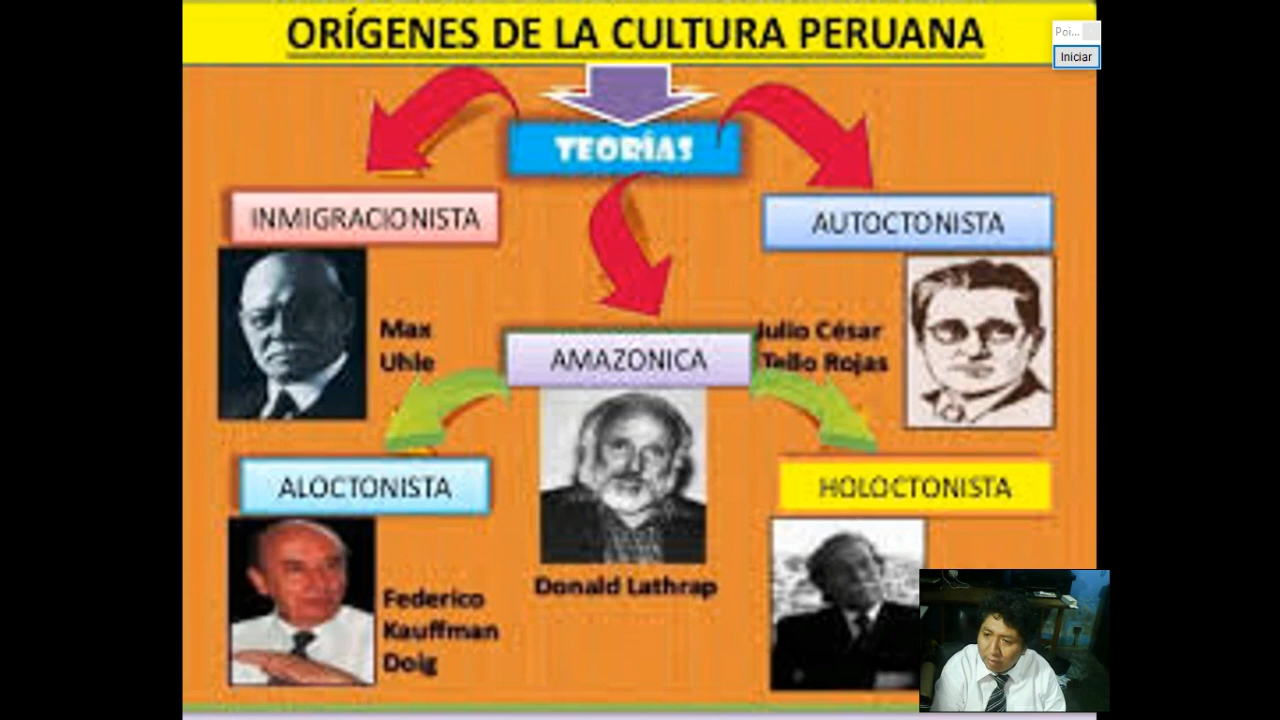 ORÍGENES DE LA CULTURA PERUANA
Poi...
Iniciar
TEORÍAS
INMIGRACIONISTA
AUTOCTONISTA
Max
Uhle
Julio César
Tello Rojas
AMAZONICA
ALOCTONISTA
HOLOCTONISTA
Donald Lathrap
Federico
Kauffman
Doig